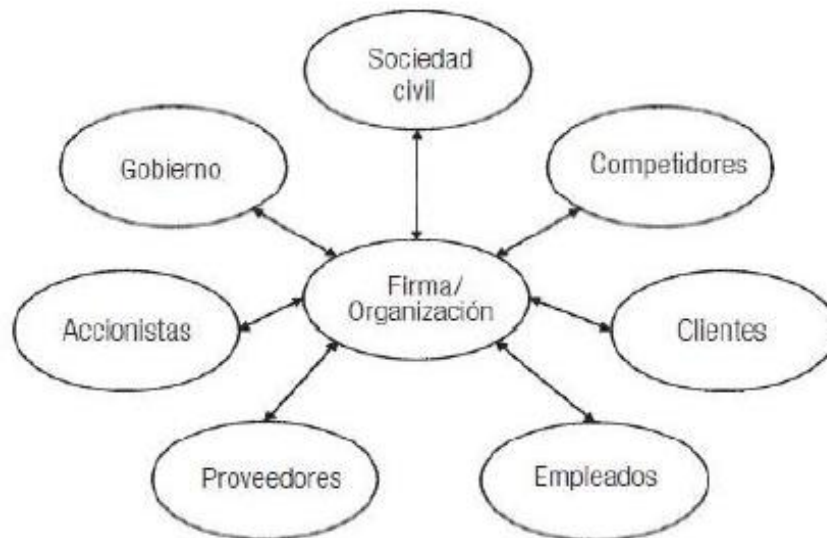 Sociedad
civil
Gobierno
Competidores
Firma/
Organización
Accionistas
Clientes
Proveedores
Empleados